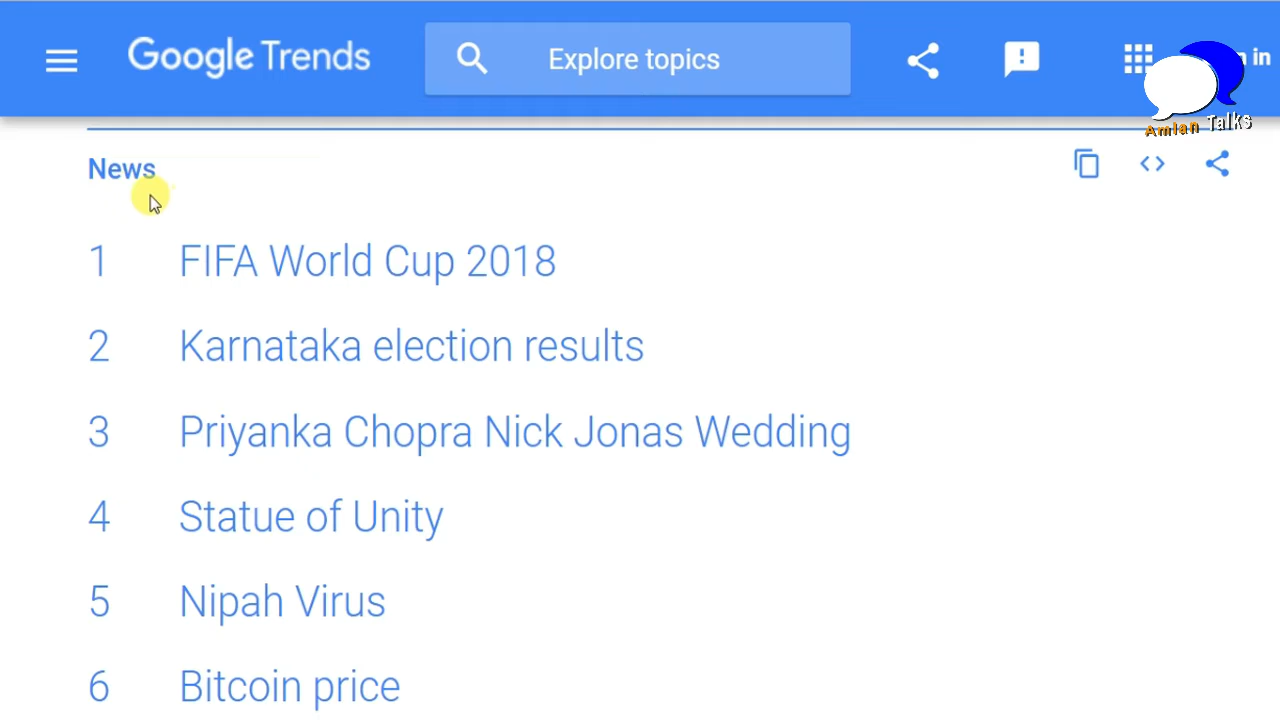 Google Trends
Explore topics
in
Amlan Talks
News
1 FIFA World Cup 2018
2 Karnataka election results
3 Priyanka Chopra Nick Jonas Wedding
4 Statue of Unity
5 Nipah Virus
6 Bitcoin price